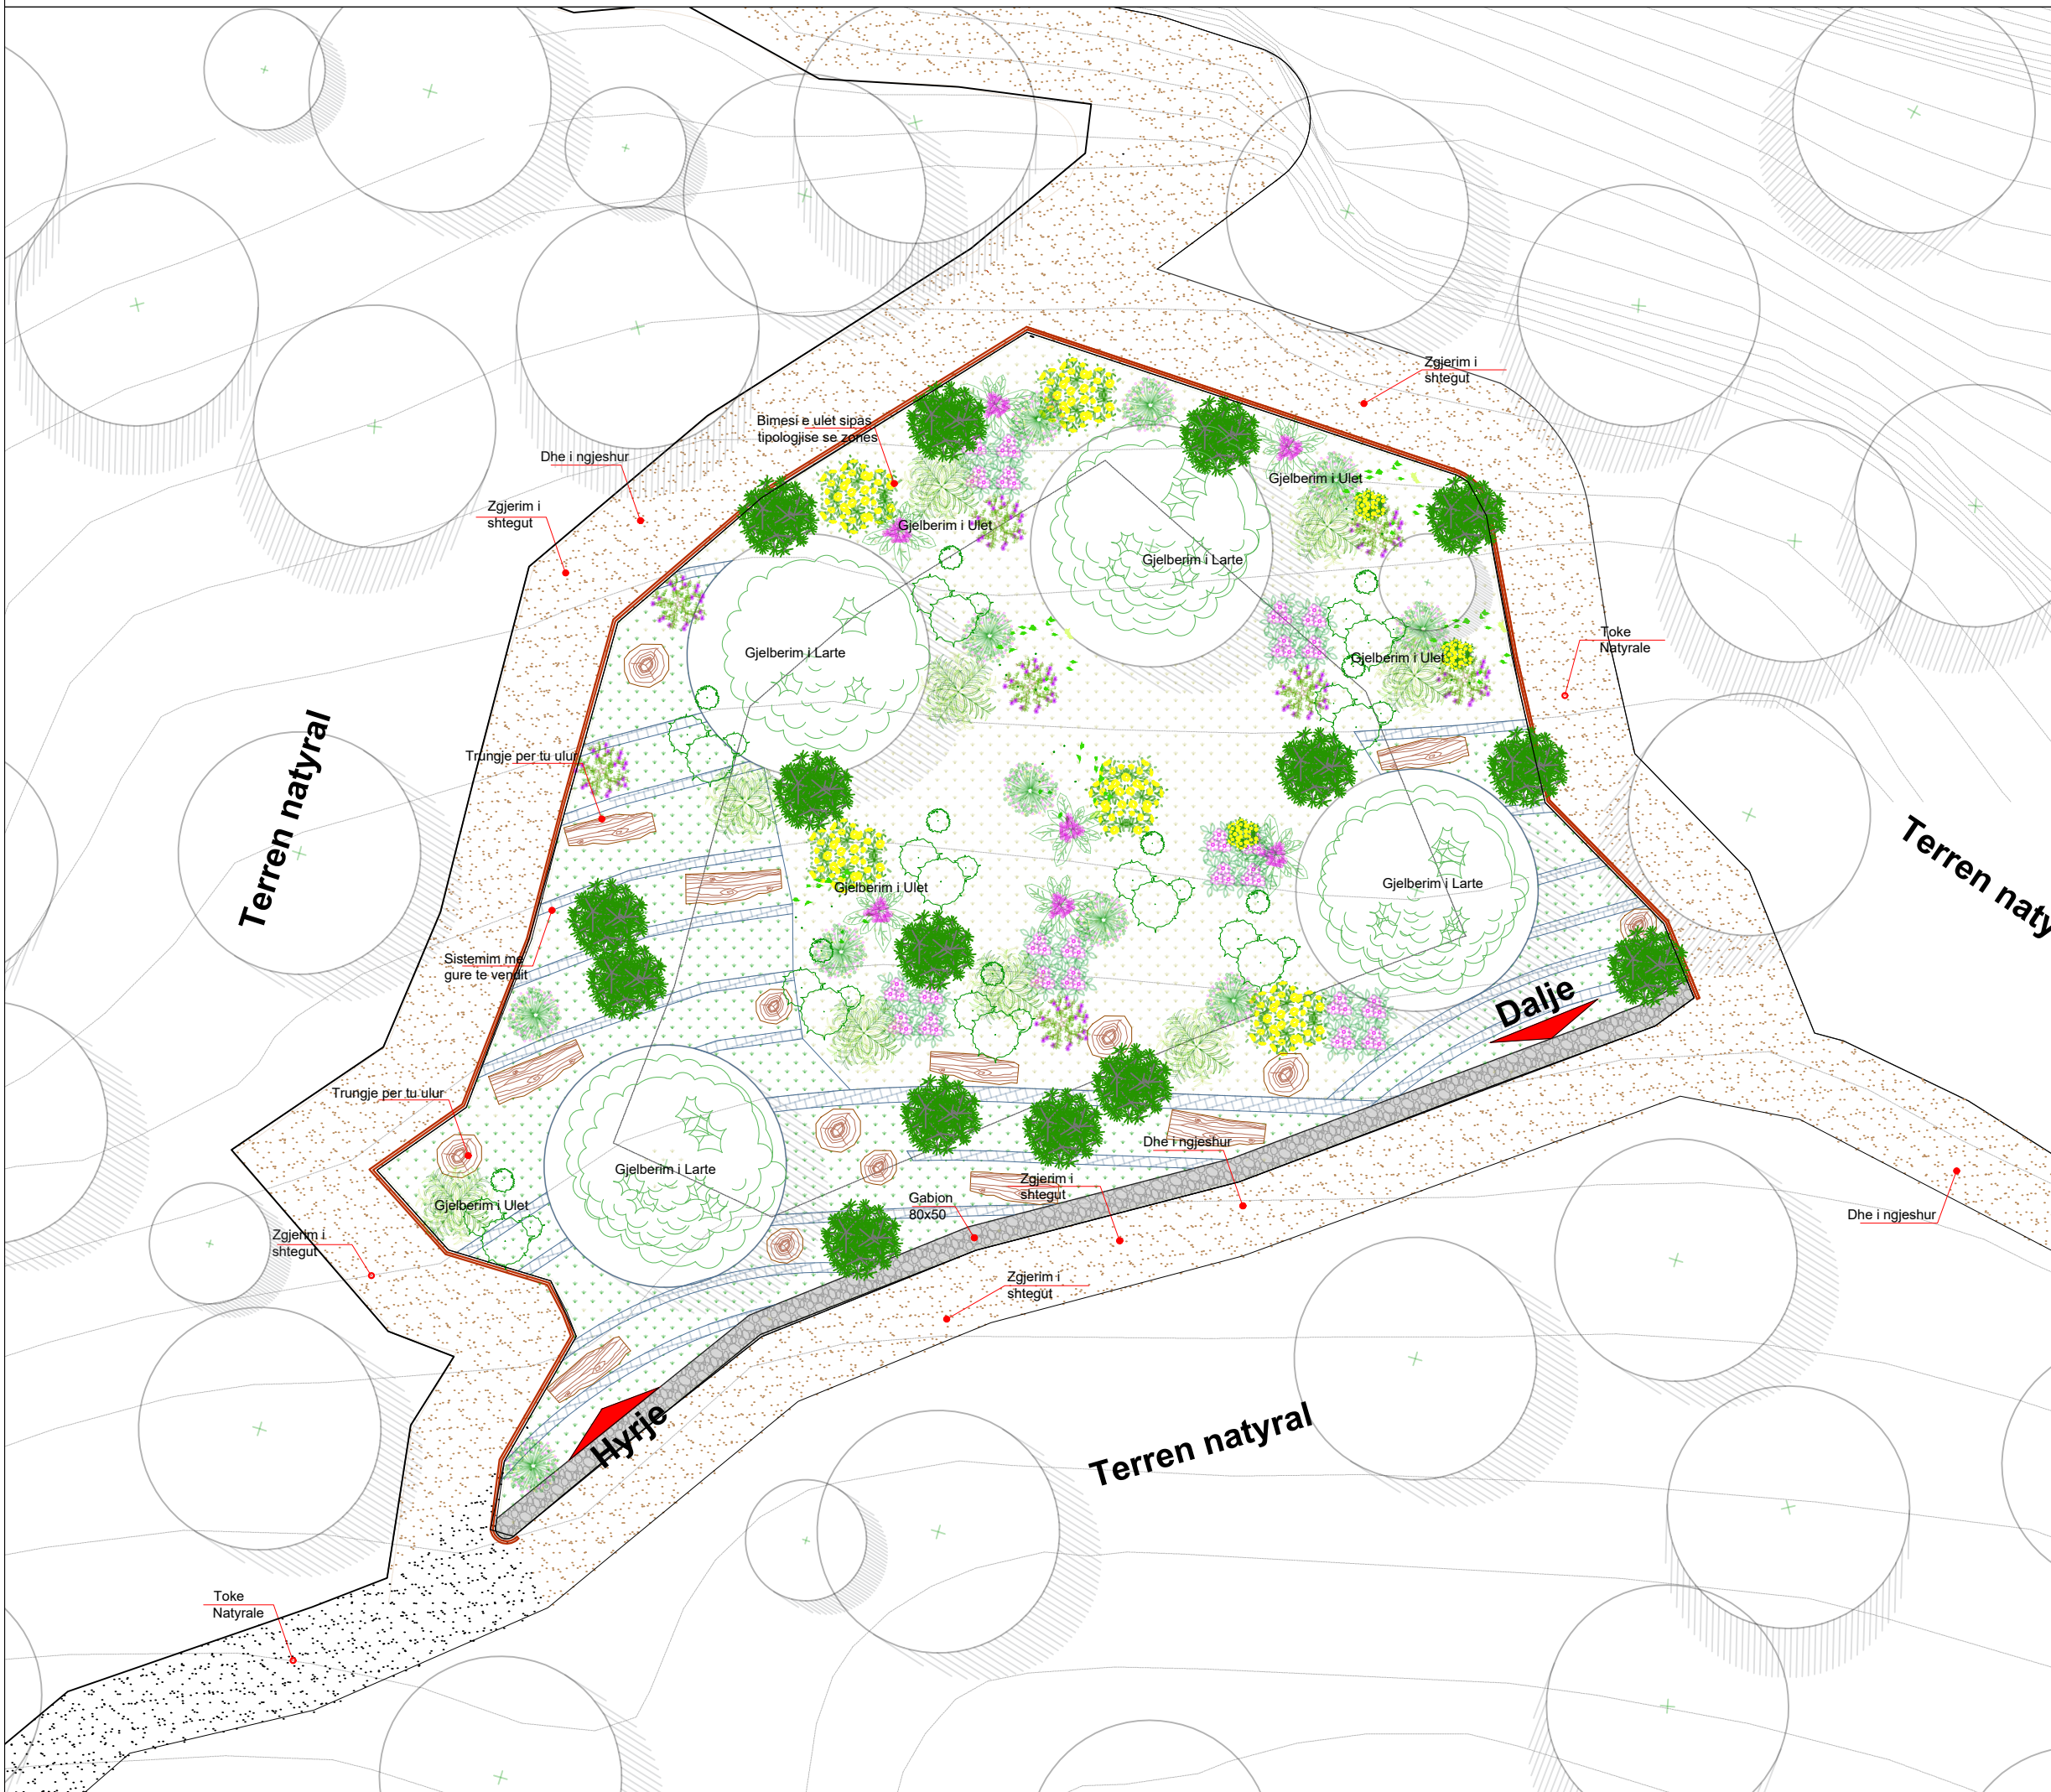 Zgjerim i
shtegut
Bimesi e ulet sipas
tipologjise se zones
Dhe i ngjeshur
Gjelberim i Ulet
Zgjerim i
shtegut
Gjelberim i Ulet
Gjelberim i Larte
Toke
Natyrale
Gjelberim i Larte
Gjelberim i Ulet
Terren natyral
Trungje per tu ulur
Terren naty
Gjelberim i Ulet
Gjelberim i Larte
Sistemim me
gure te vendit
Dalje
Trungje per tu ulur
Dhe i ngjeshur
Gjelberim i Larte
Zgjerim i
shtegut
Gjelberim i Ulet
Gabion
80x50
Dhe i ngjeshur
Zgjerim i
shtegut
Zgjerim i
shtegut
Hyrje
Terren natyral
Toke
Natyrale